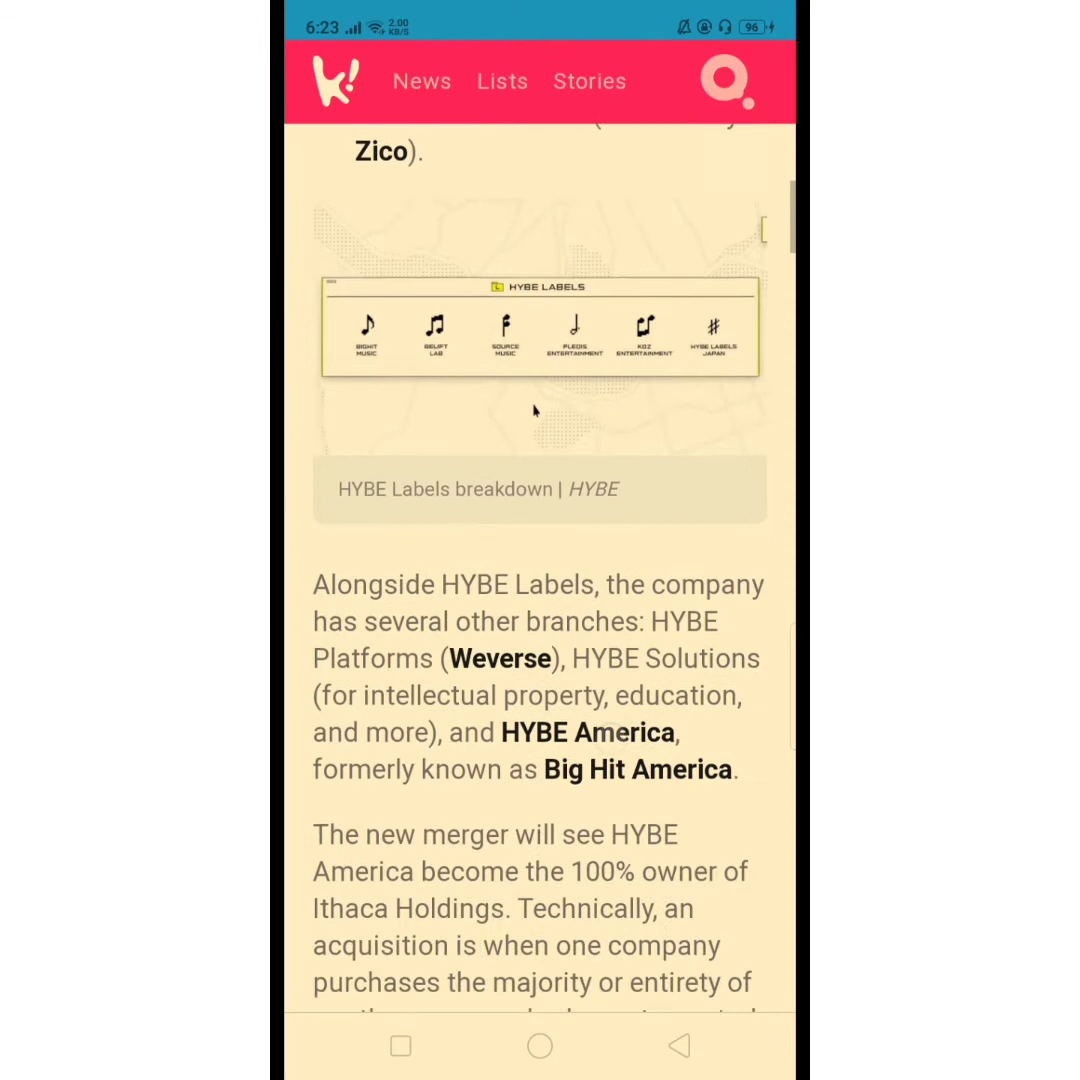 6:23 2.00 KB/S 96
k! News Lists Stories
Zico).
HYBE LABELS
BIGHIT MUSIC
BELIFT LAB
SOURCE MUSIC
PLEDIS ENTERTAINMENT
KOZ ENTERTAINMENT
HYBE LABELS JAPAN
HYBE Labels breakdown | HYBE
Alongside HYBE Labels, the company
has several other branches: HYBE
Platforms (Weverse), HYBE Solutions
(for intellectual property, education,
and more), and HYBE America,
formerly known as Big Hit America.
The new merger will see HYBE
America become the 100% owner of
Ithaca Holdings. Technically, an
acquisition is when one company
purchases the majority or entirety of